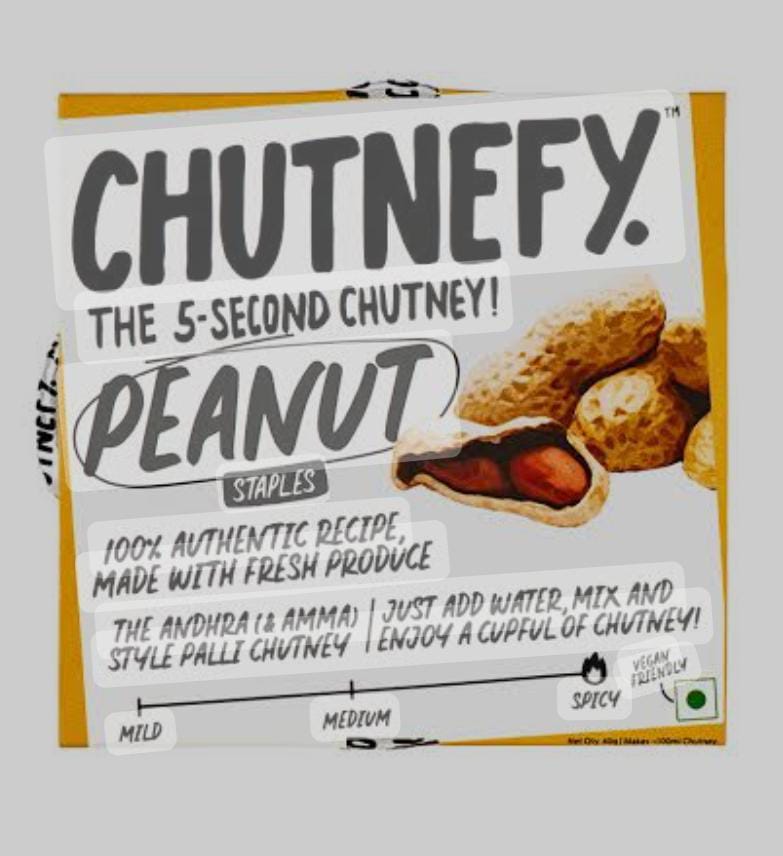 CHUTNEFY.™
THE 5-SECOND CHUTNEY!
PEANUT
STAPLES
100% AUTHENTIC RECIPE,
MADE WITH FRESH PRODUCE
THE ANDHRA (& AMMA)
STYLE PALLI CHUTNEY
JUST ADD WATER, MIX AND
ENJOY A CUPFUL OF CHUTNEY!
MILD
MEDIUM
SPICY
VEGAN
FRIENDLY